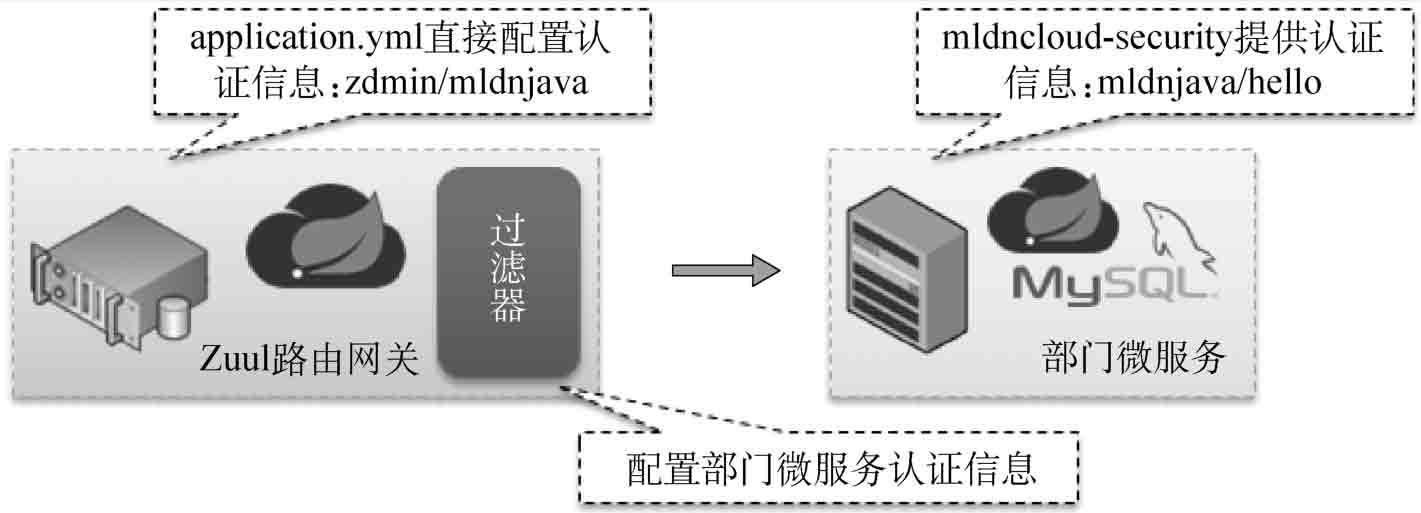 application.yml直接配置认
证信息：zdmin/mldnjava
mldncloud-security提供认证
信息：mldnjava/hello
过
滤
器
Zuul路由网关
MySQL
部门微服务
配置部门微服务认证信息